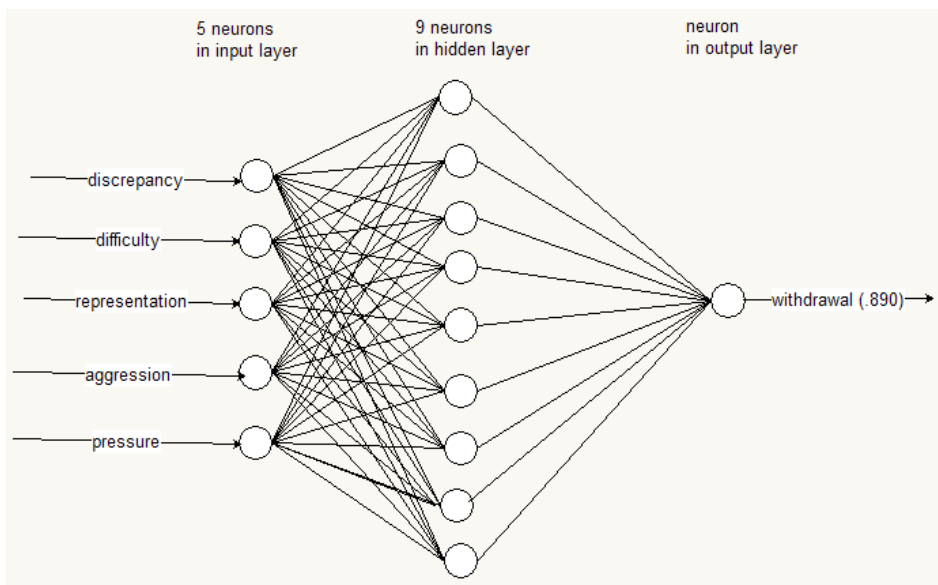 5 neurons
in input layer
9 neurons
in hidden layer
neuron
in output layer
discrepancy
difficulty
representation
aggression
pressure
withdrawal (.890)